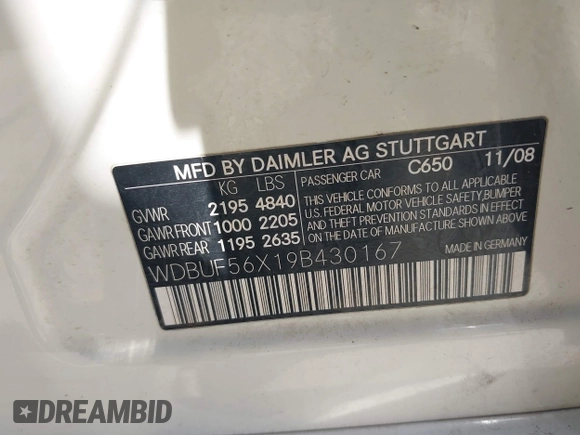 MFD BY DAIMLER AG STUTTGART
KG LBS PASSENGER CAR C650 11/08
GVWR 2195 4840
GAWR FRONT 1000 2205
GAWR REAR 1195 2635
THIS VEHICLE CONFORMS TO ALL APPLICABLE
U.S. FEDERAL MOTOR VEHICLE SAFETY, BUMPER
AND THEFT PREVENTION STANDARDS IN EFFECT
ON THE DATE OF MANUFACTURE SHOWN ABOVE.
WDBUF56X19B430167 MADE IN GERMANY
DREAMBID